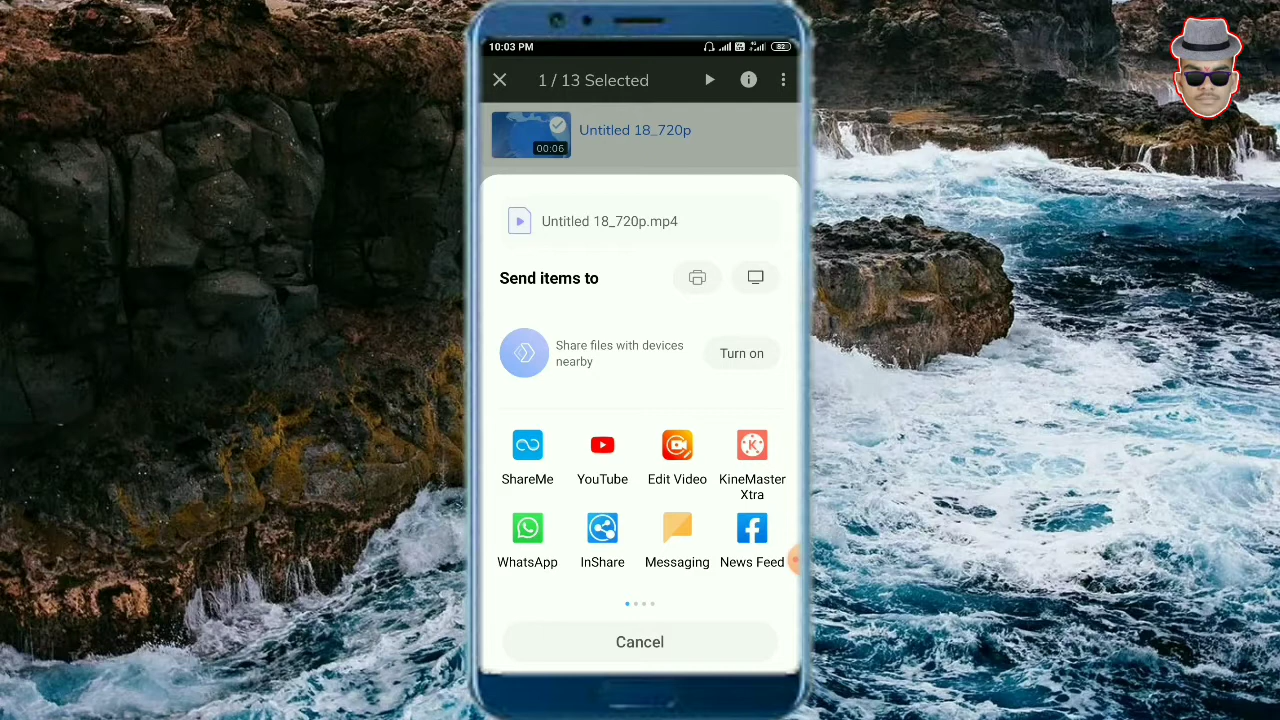 10:03 PM
82
1 / 13 Selected
00:06
Untitled 18_720p
Untitled 18_720p.mp4
Send items to
Share files with devices
nearby
Turn on
ShareMe
YouTube
Edit Video
KineMaster
Xtra
WhatsApp
InShare
Messaging
News Feed
Cancel